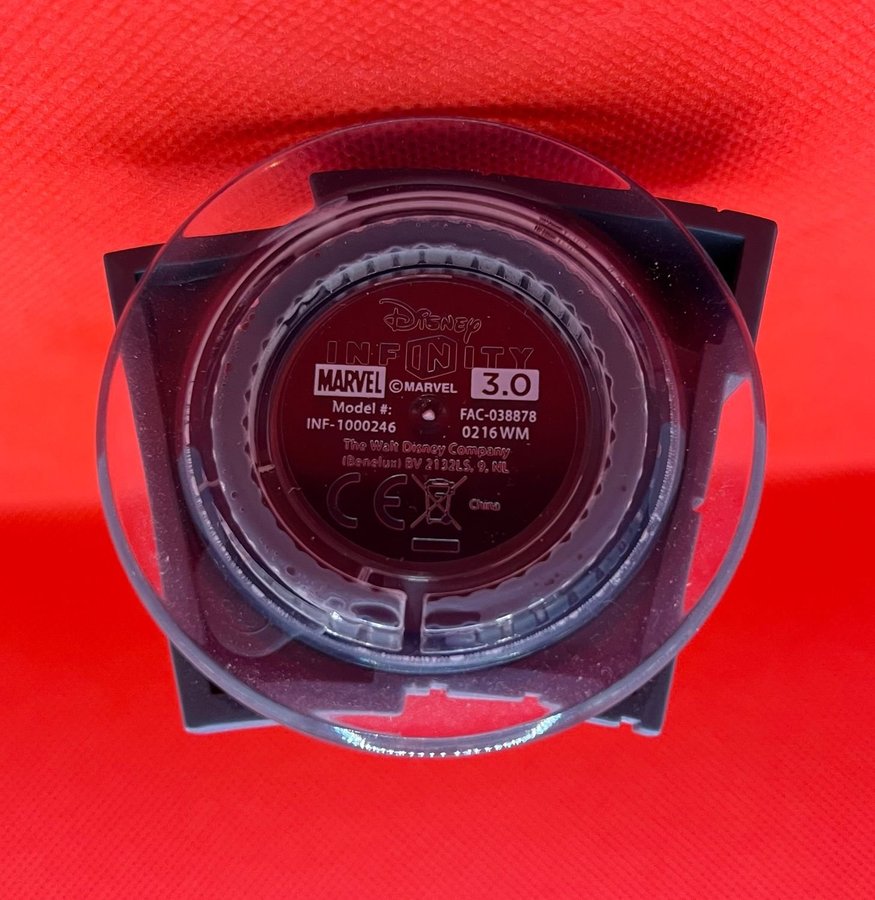 Disney
INFINITY
MARVEL ©MARVEL 3.0
Model #: FAC-038878
INF-1000246 0216WM
The Walt Disney Company
(Benelux) BV 2132LS, 9, NL
CE China